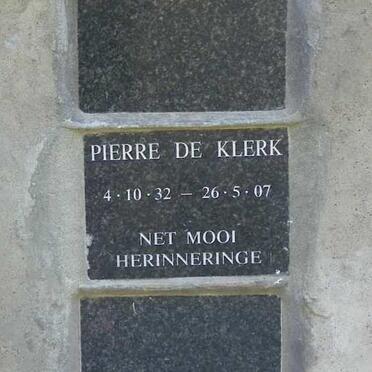 PIERRE DE KLERK
4·10·32 – 26·5·07
NET MOOI
HERINNERINGE